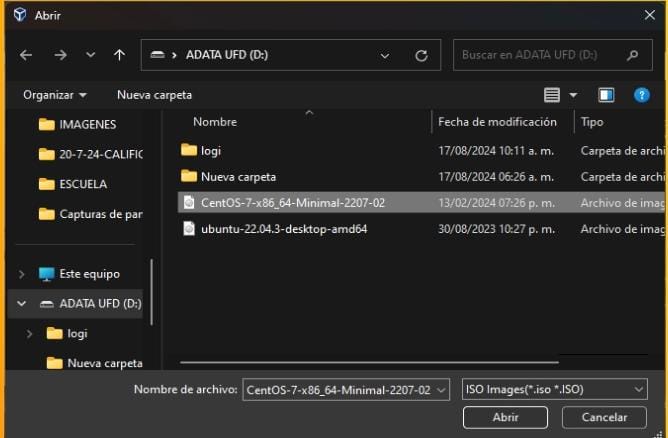 Abrir
ADATA UFD (D:)
Buscar en ADATA UFD (D:)
Organizar
Nueva carpeta
Nombre
Fecha de modificación
Tipo
IMAGENES
20-7-24-CALIFIC
ESCUELA
Capturas de pan
Este equipo
ADATA UFD (D:)
logi
Nueva carpeta
logi 17/08/2024 10:11 a. m. Carpeta de archi
Nueva carpeta 17/08/2024 06:26 a. m. Carpeta de archi
CentOS-7-x86_64-Minimal-2207-02 13/02/2024 07:26 p. m. Archivo de imag
ubuntu-22.04.3-desktop-amd64 30/08/2023 10:27 p. m. Archivo de imag
Nombre de archivo: CentOS-7-x86_64-Minimal-2207-02 ISO Images(*.iso *.ISO)
Abrir
Cancelar